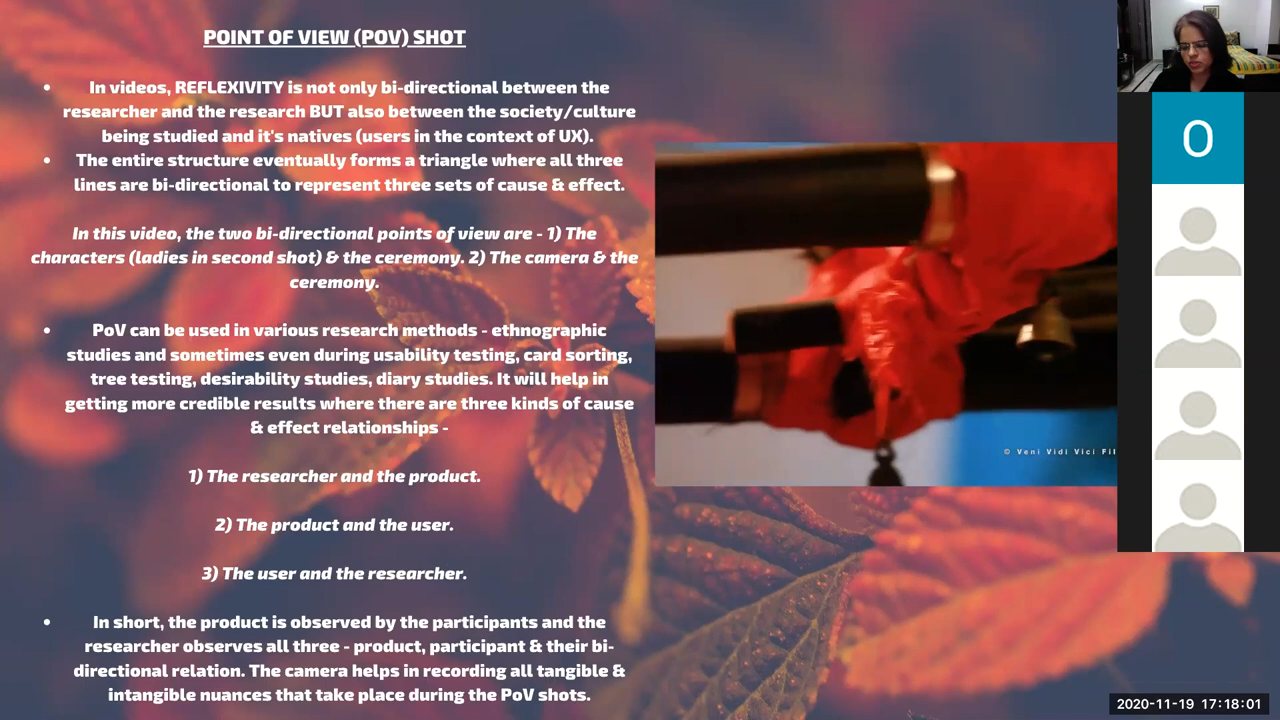 POINT OF VIEW (POV) SHOT
• In videos, REFLEXIVITY is not only bi-directional between the
researcher and the research BUT also between the society/culture
being studied and it's natives (users in the context of UX).
• The entire structure eventually forms a triangle where all three
lines are bi-directional to represent three sets of cause & effect.
In this video, the two bi-directional points of view are - 1) The
characters (ladies in second shot) & the ceremony. 2) The camera & the
ceremony.
• PoV can be used in various research methods - ethnographic
studies and sometimes even during usability testing, card sorting,
tree testing, desirability studies, diary studies. It will help in
getting more credible results where there are three kinds of cause
& effect relationships -
1) The researcher and the product.
2) The product and the user.
3) The user and the researcher.
• In short, the product is observed by the participants and the
researcher observes all three - product, participant & their bi-
directional relation. The camera helps in recording all tangible &
intangible nuances that take place during the PoV shots.
© Veni Vidi Vici Fil
O
2020-11-19 17:18:01